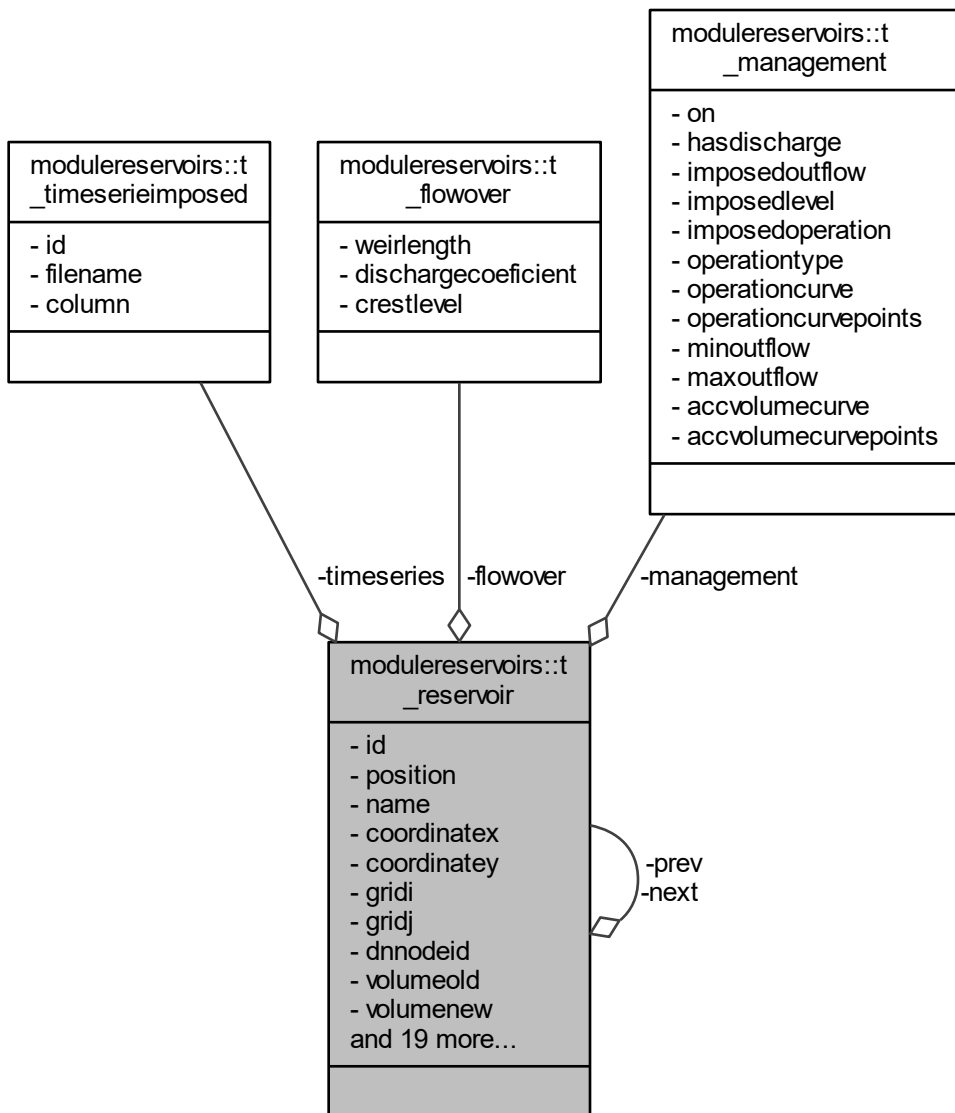 modulereservoirs::t
_management
- on
- hasdischarge
- imposedoutflow
- imposedlevel
- imposedoperation
- operationtype
- operationcurve
- operationcurvepoints
- minoutflow
- maxoutflow
- accvolumecurve
- accvolumecurvepoints
modulereservoirs::t
_timeserieimposed
- id
- filename
- column
modulereservoirs::t
_flowover
- weirlength
- dischargecoeficient
- crestlevel
-timeseries
-flowover
-management
modulereservoirs::t
_reservoir
- id
- position
- name
- coordinatex
- coordinatey
- gridi
- gridj
- dnnodeid
- volumeold
- volumenew
and 19 more...
-prev
-next